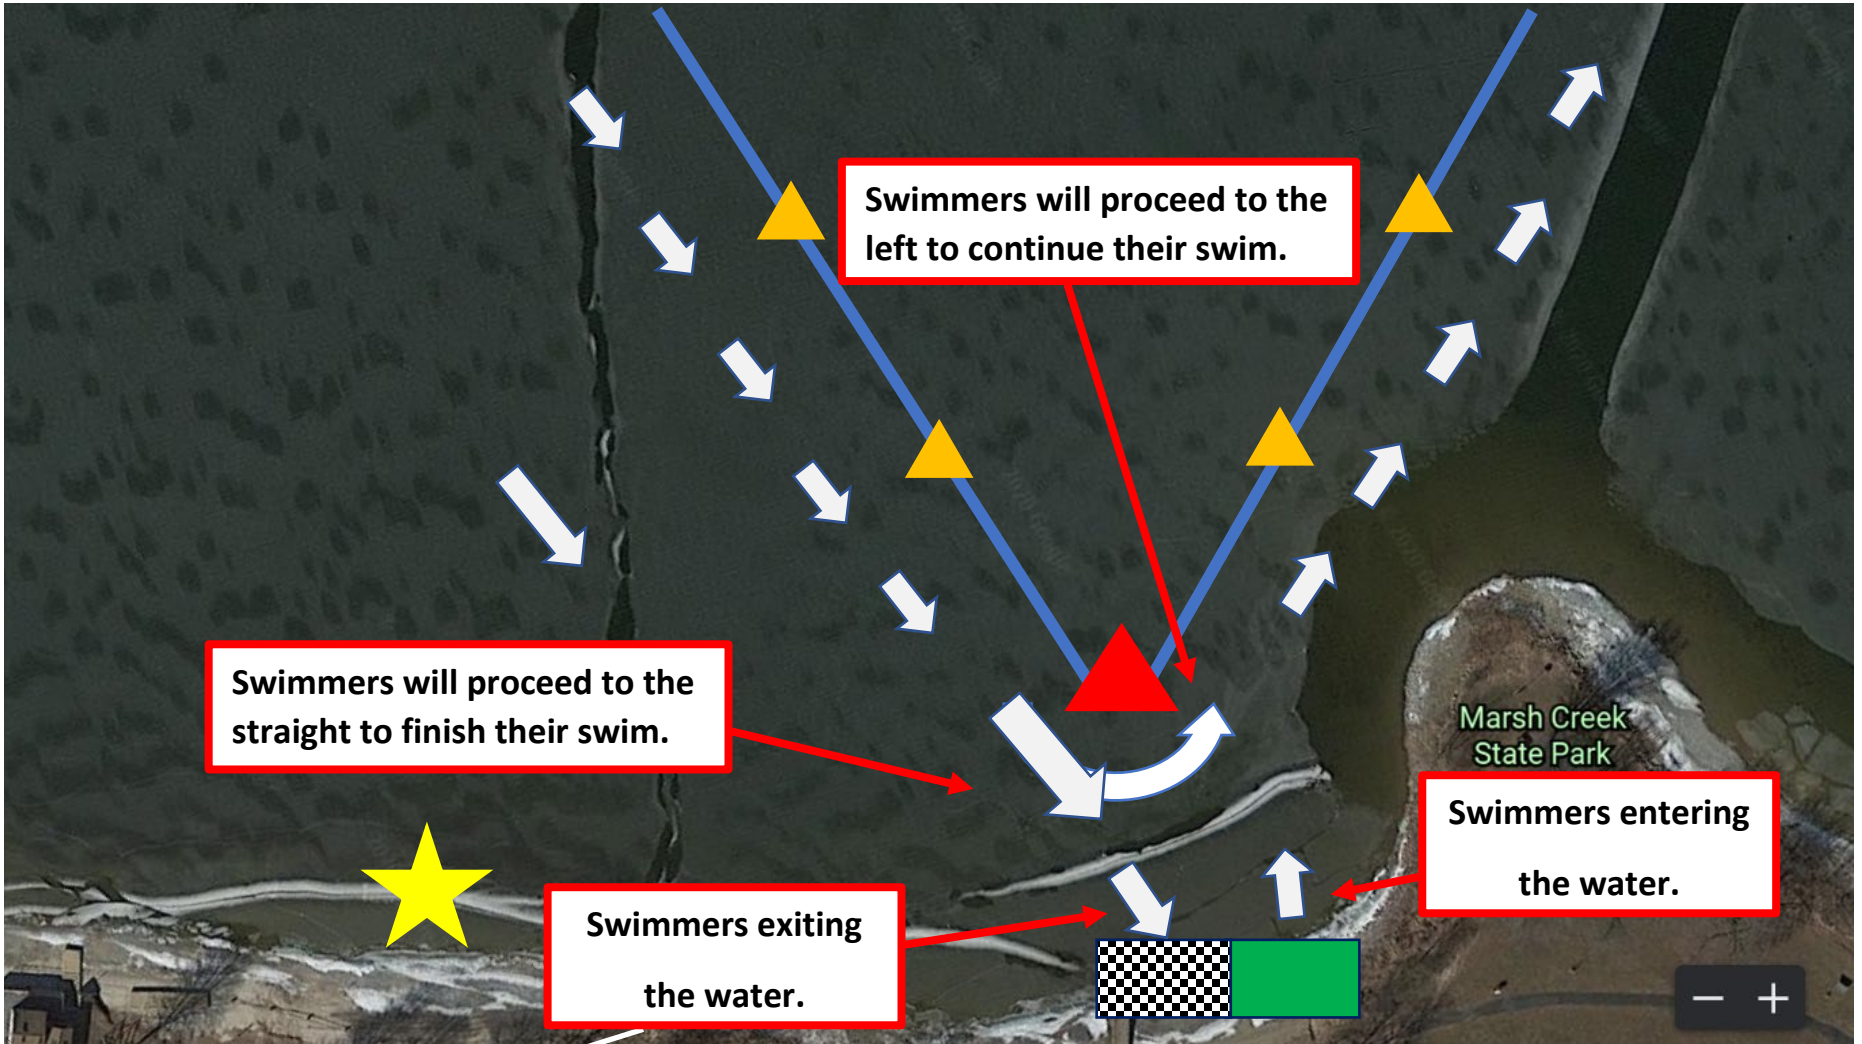 Swimmers will proceed to the
left to continue their swim.
Swimmers will proceed to the
straight to finish their swim.
Marsh Creek
State Park
Swimmers entering
the water.
Swimmers exiting
the water.